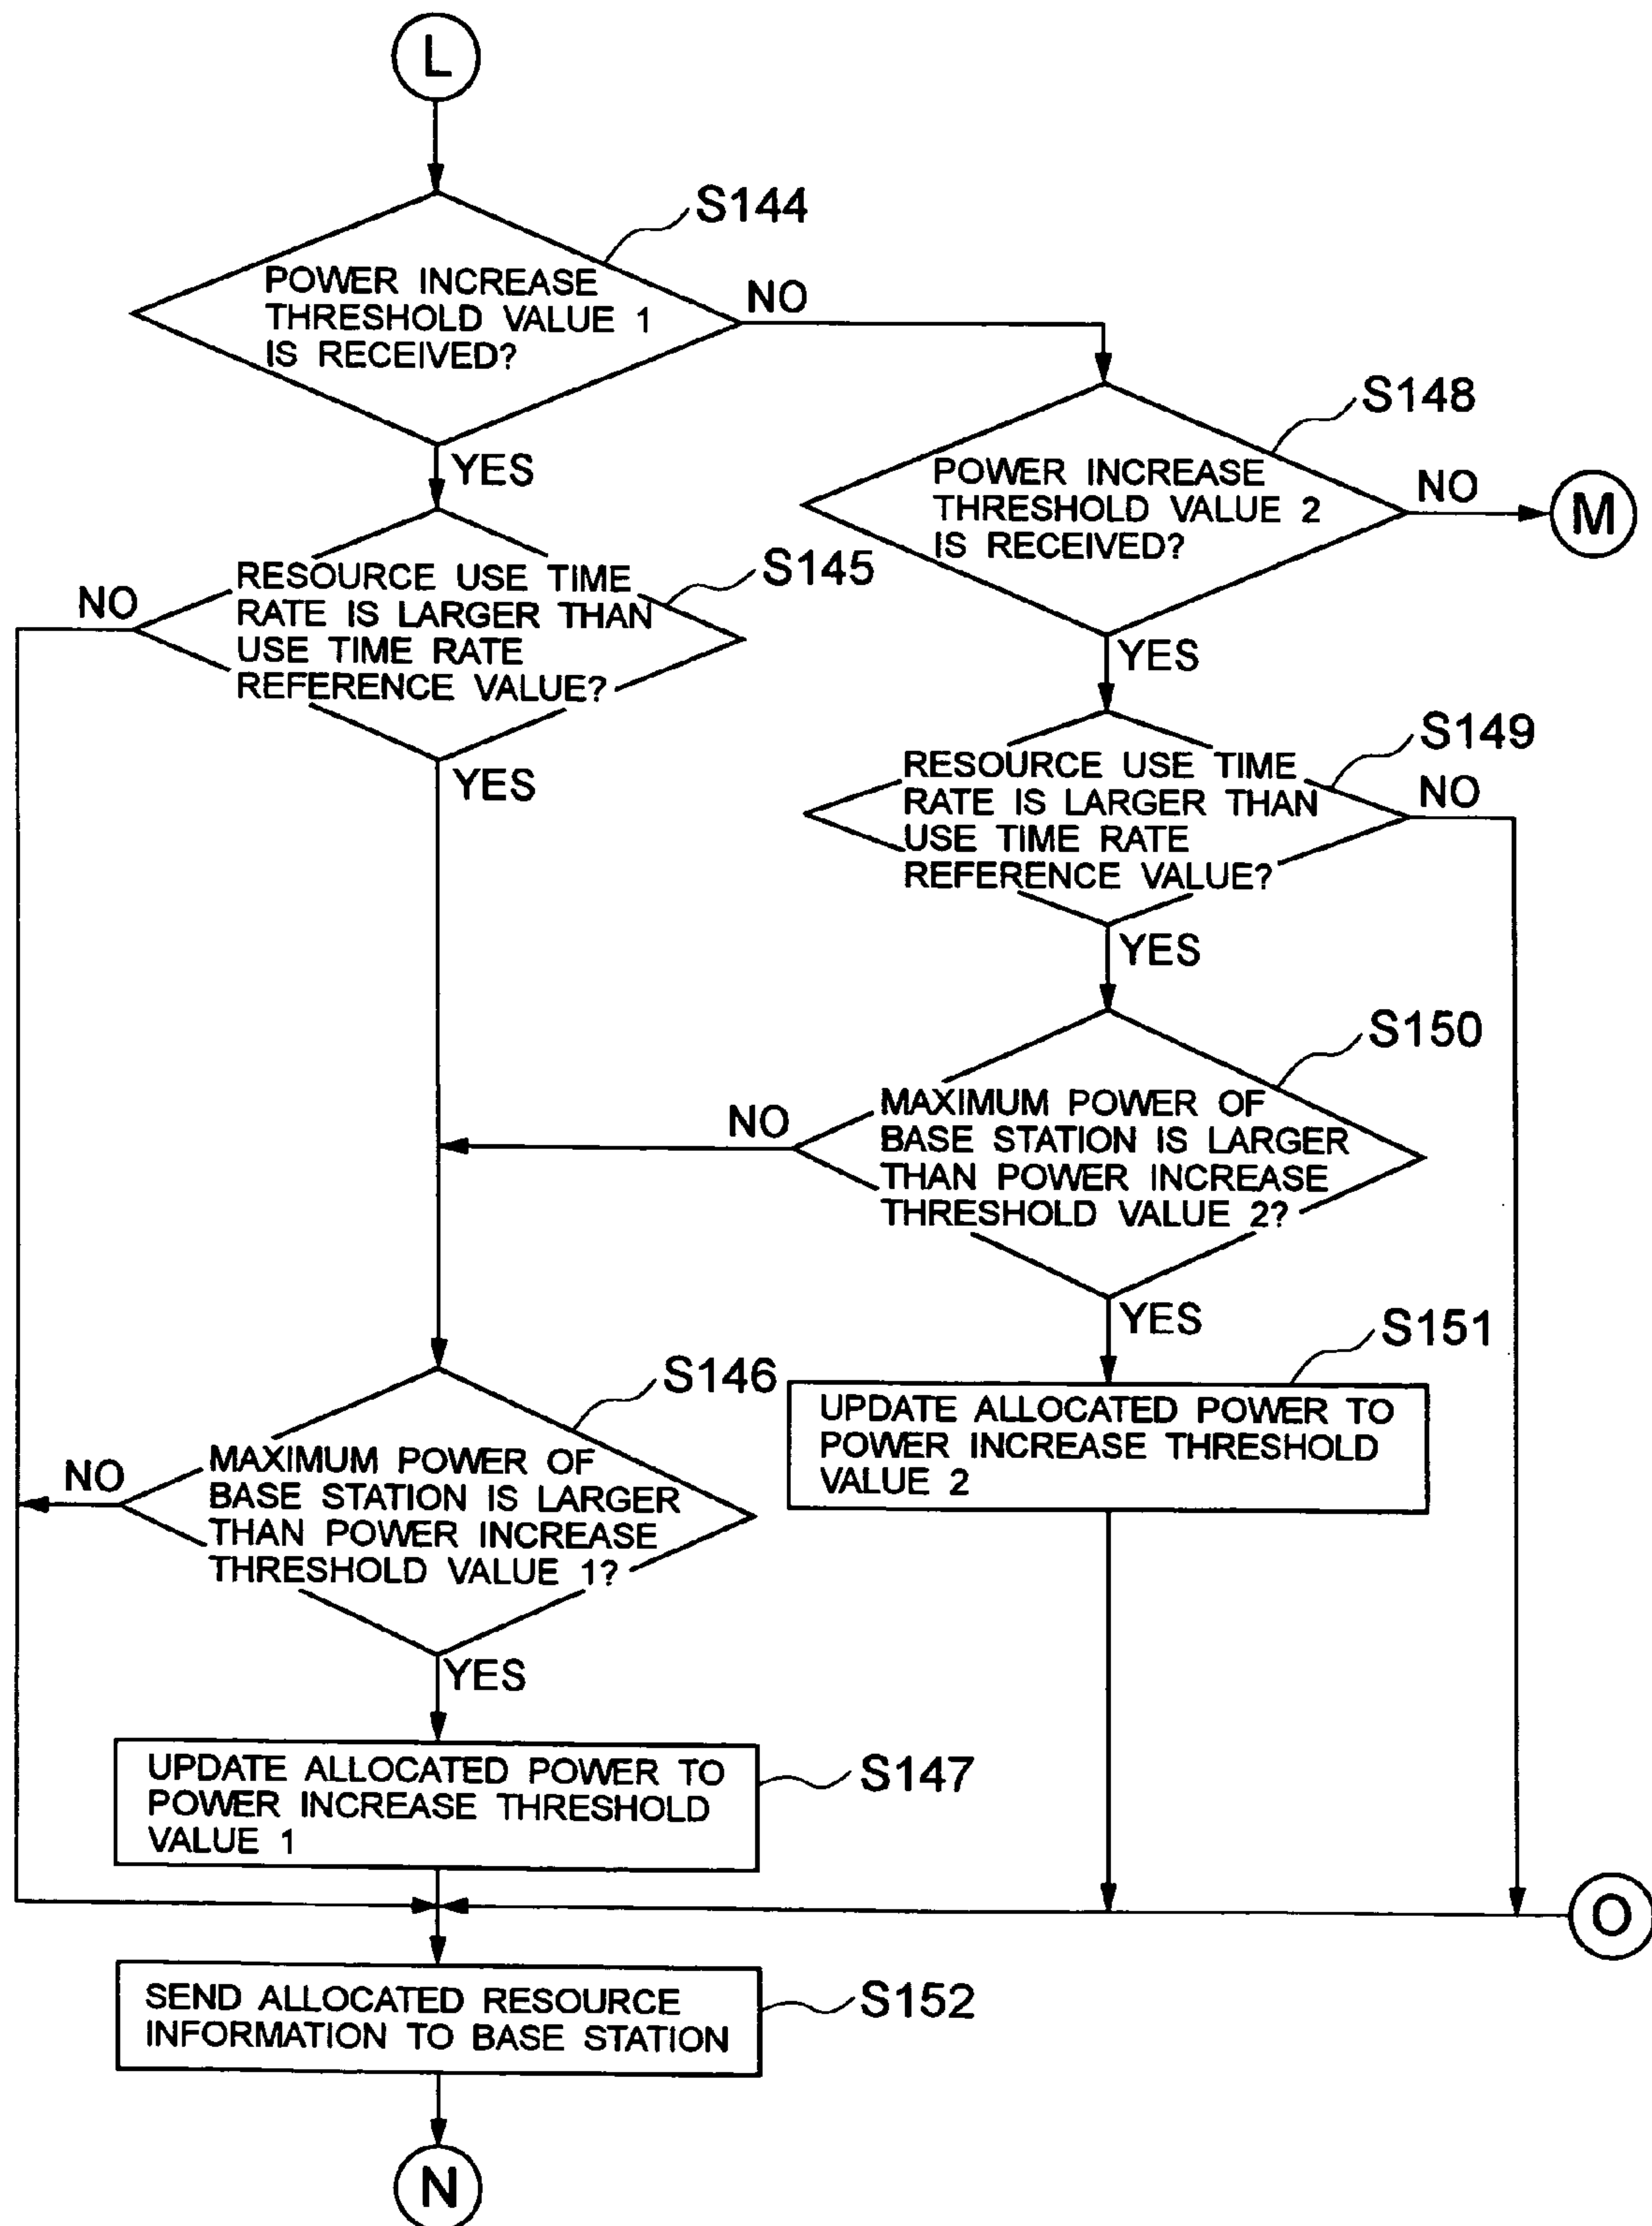 L
S144
POWER INCREASE
THRESHOLD VALUE 1
IS RECEIVED?
NO
YES
S148
POWER INCREASE
THRESHOLD VALUE 2
IS RECEIVED?
NO
M
YES
S145
RESOURCE USE TIME
RATE IS LARGER THAN
USE TIME RATE
REFERENCE VALUE?
NO
YES
S149
RESOURCE USE TIME
RATE IS LARGER THAN
USE TIME RATE
REFERENCE VALUE?
NO
YES
S150
MAXIMUM POWER OF
BASE STATION IS LARGER
THAN POWER INCREASE
THRESHOLD VALUE 2?
NO
YES
S151
UPDATE ALLOCATED POWER TO
POWER INCREASE THRESHOLD
VALUE 2
S146
MAXIMUM POWER OF
BASE STATION IS LARGER
THAN POWER INCREASE
THRESHOLD VALUE 1?
NO
YES
UPDATE ALLOCATED POWER TO
POWER INCREASE THRESHOLD
VALUE 1
S147
O
SEND ALLOCATED RESOURCE
INFORMATION TO BASE STATION
S152
N